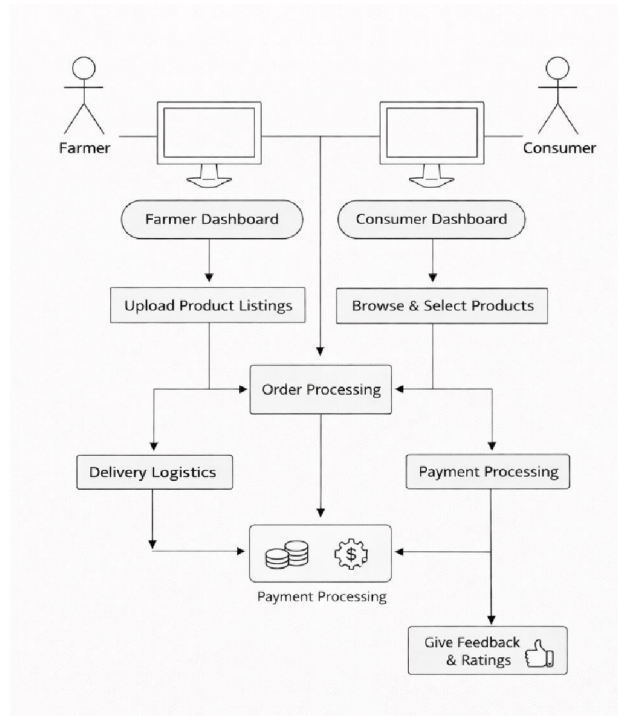 Farmer
Consumer
Farmer Dashboard
Consumer Dashboard
Upload Product Listings
Browse & Select Products
Order Processing
Delivery Logistics
Payment Processing
$
Payment Processing
Give Feedback
& Ratings